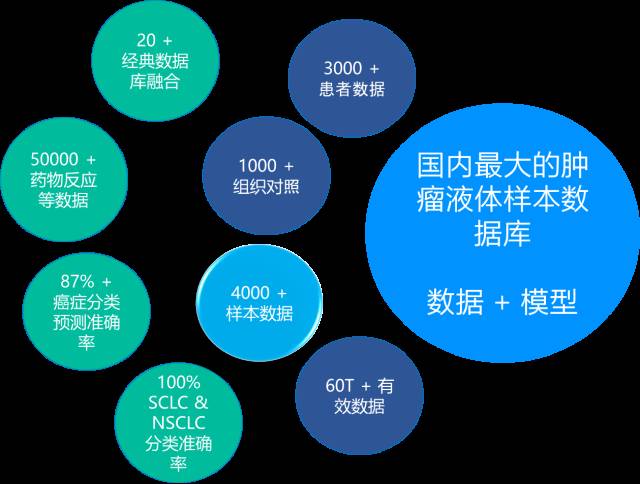 20 +
经典数据
库融合
3000 +
患者数据
50000 +
药物反应
等数据
1000 +
组织对照
国内最大的肿
瘤液体样本数
据库
数据 + 模型
87% +
癌症分类
预测准确
率
4000 +
样本数据
100%
SCLC &
NSCLC
分类准确
率
60T + 有
效数据